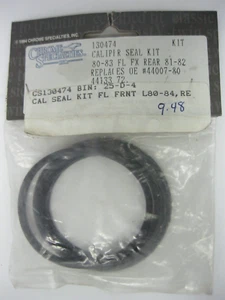 © 1994 CHROME SPECIALTIES, INC.
Chrome Specialties
130474 KIT
CALIPER SEAL KIT
80-83 FL FX REAR 81-82
REPLACES OE #44007-80
44133 72
CS130474 BIN: 25-D-4
CAL SEAL KIT FL FRNT L80-84,RE
9.48